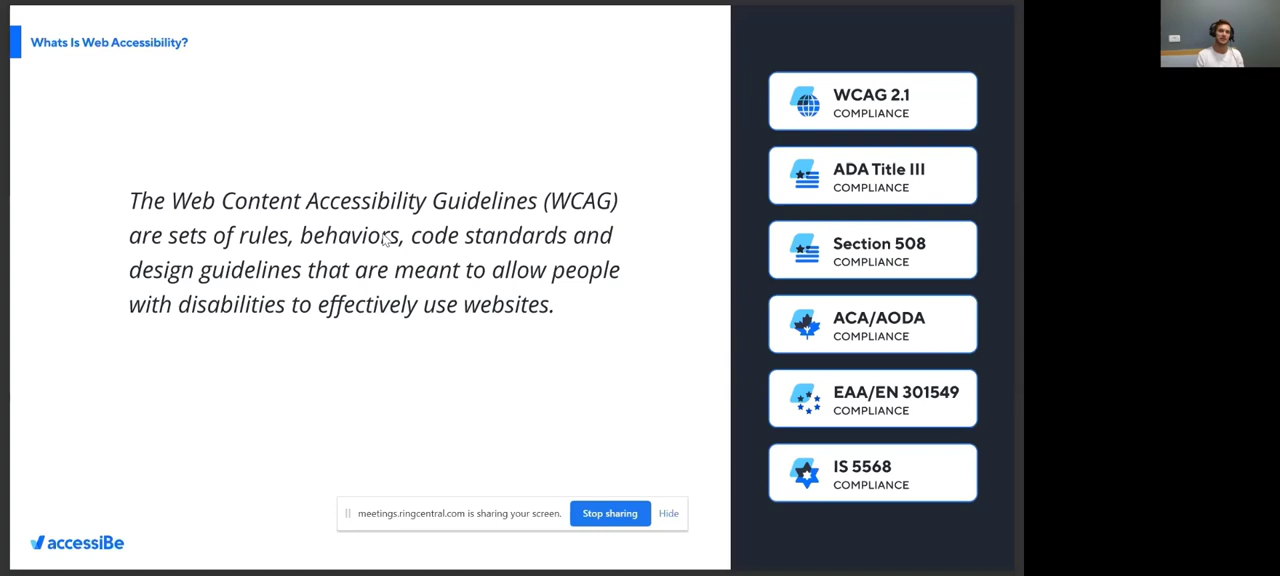 Whats Is Web Accessibility?
The Web Content Accessibility Guidelines (WCAG)
are sets of rules, behaviors, code standards and
design guidelines that are meant to allow people
with disabilities to effectively use websites.
WCAG 2.1
COMPLIANCE
ADA Title III
COMPLIANCE
Section 508
COMPLIANCE
ACA/AODA
COMPLIANCE
EAA/EN 301549
COMPLIANCE
IS 5568
COMPLIANCE
meetings.ringcentral.com is sharing your screen.
Stop sharing
Hide
accessiBe